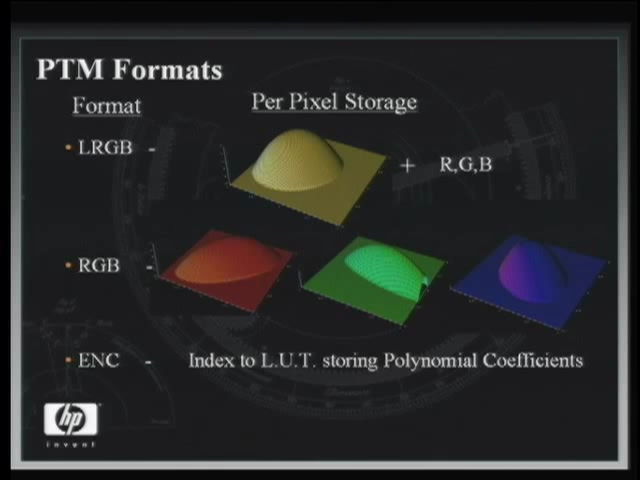 PTM Formats
Format
Per Pixel Storage
• LRGB - + R,G,B
• RGB -
• ENC - Index to L.U.T. storing Polynomial Coefficients
hp
invent